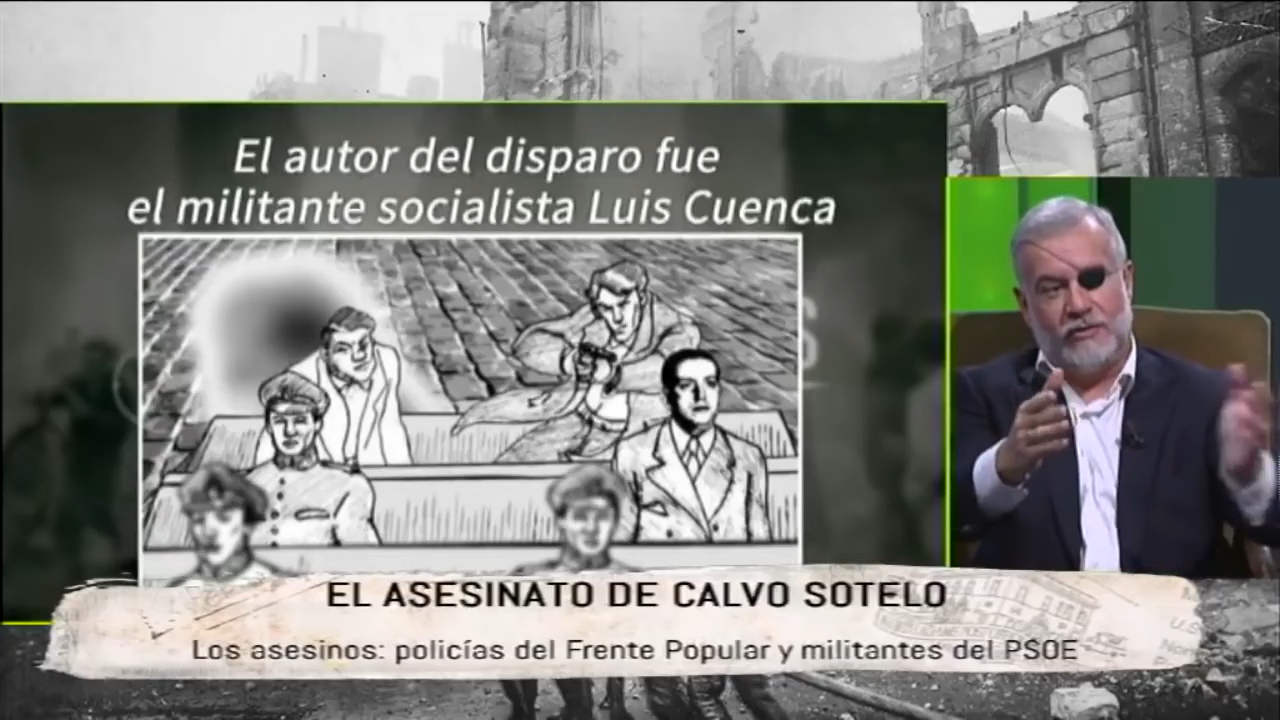 El autor del disparo fue
el militante socialista Luis Cuenca
EL ASESINATO DE CALVO SOTELO
Los asesinos: policías del Frente Popular y militantes del PSOE